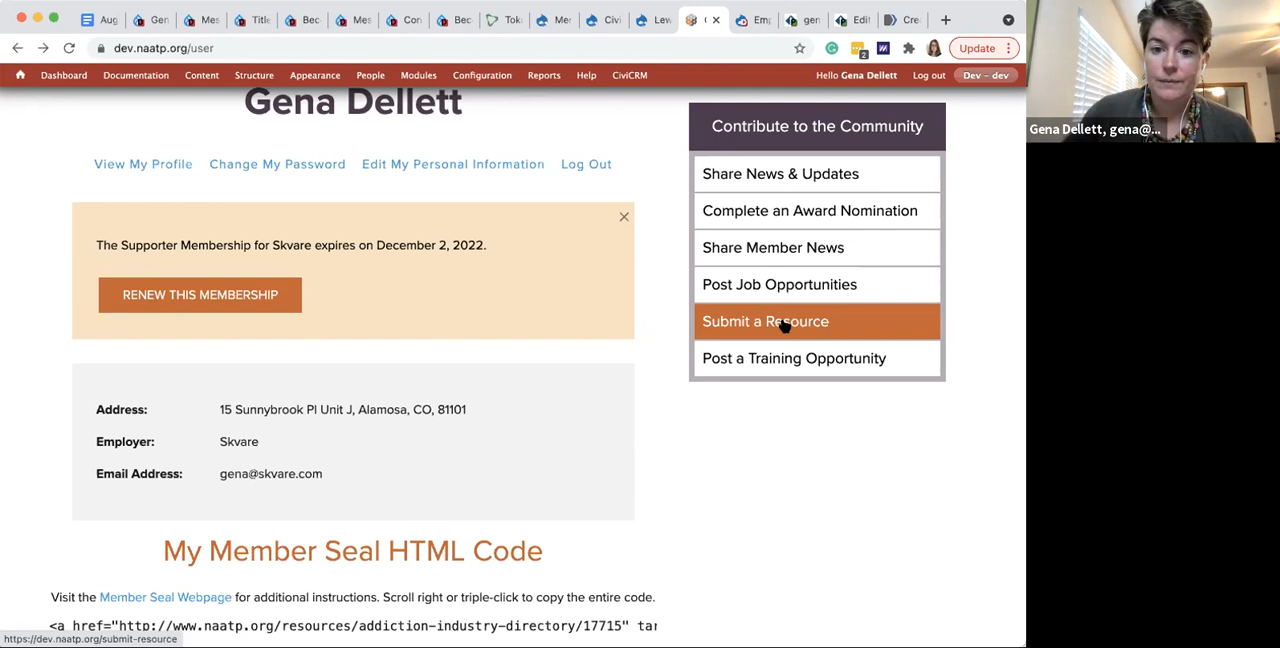 Aug
Gen
Mes
Title
Bec
Mes
Con
Bec
Tok
Mer
Civi
Lew
Emp
gen
Edit
Cre
dev.naatp.org/user
2
Update
Dashboard Documentation Content Structure Appearance People Modules Configuration Reports Help CiviCRM
Hello Gena Dellett Log out Dev - dev
Gena Dellett
View My Profile Change My Password Edit My Personal Information Log Out
The Supporter Membership for Skvare expires on December 2, 2022.
RENEW THIS MEMBERSHIP
Address: 15 Sunnybrook Pl Unit J, Alamosa, CO, 81101
Employer: Skvare
Email Address: gena@skvare.com
My Member Seal HTML Code
Visit the Member Seal Webpage for additional instructions. Scroll right or triple-click to copy the entire code.
<a href="http://www.naatp.org/resources/addiction-industry-directory/17715" tar
https://dev.naatp.org/submit-resource
Contribute to the Community
Share News & Updates
Complete an Award Nomination
Share Member News
Post Job Opportunities
Submit a Resource
Post a Training Opportunity
Gena Dellett, gena@...